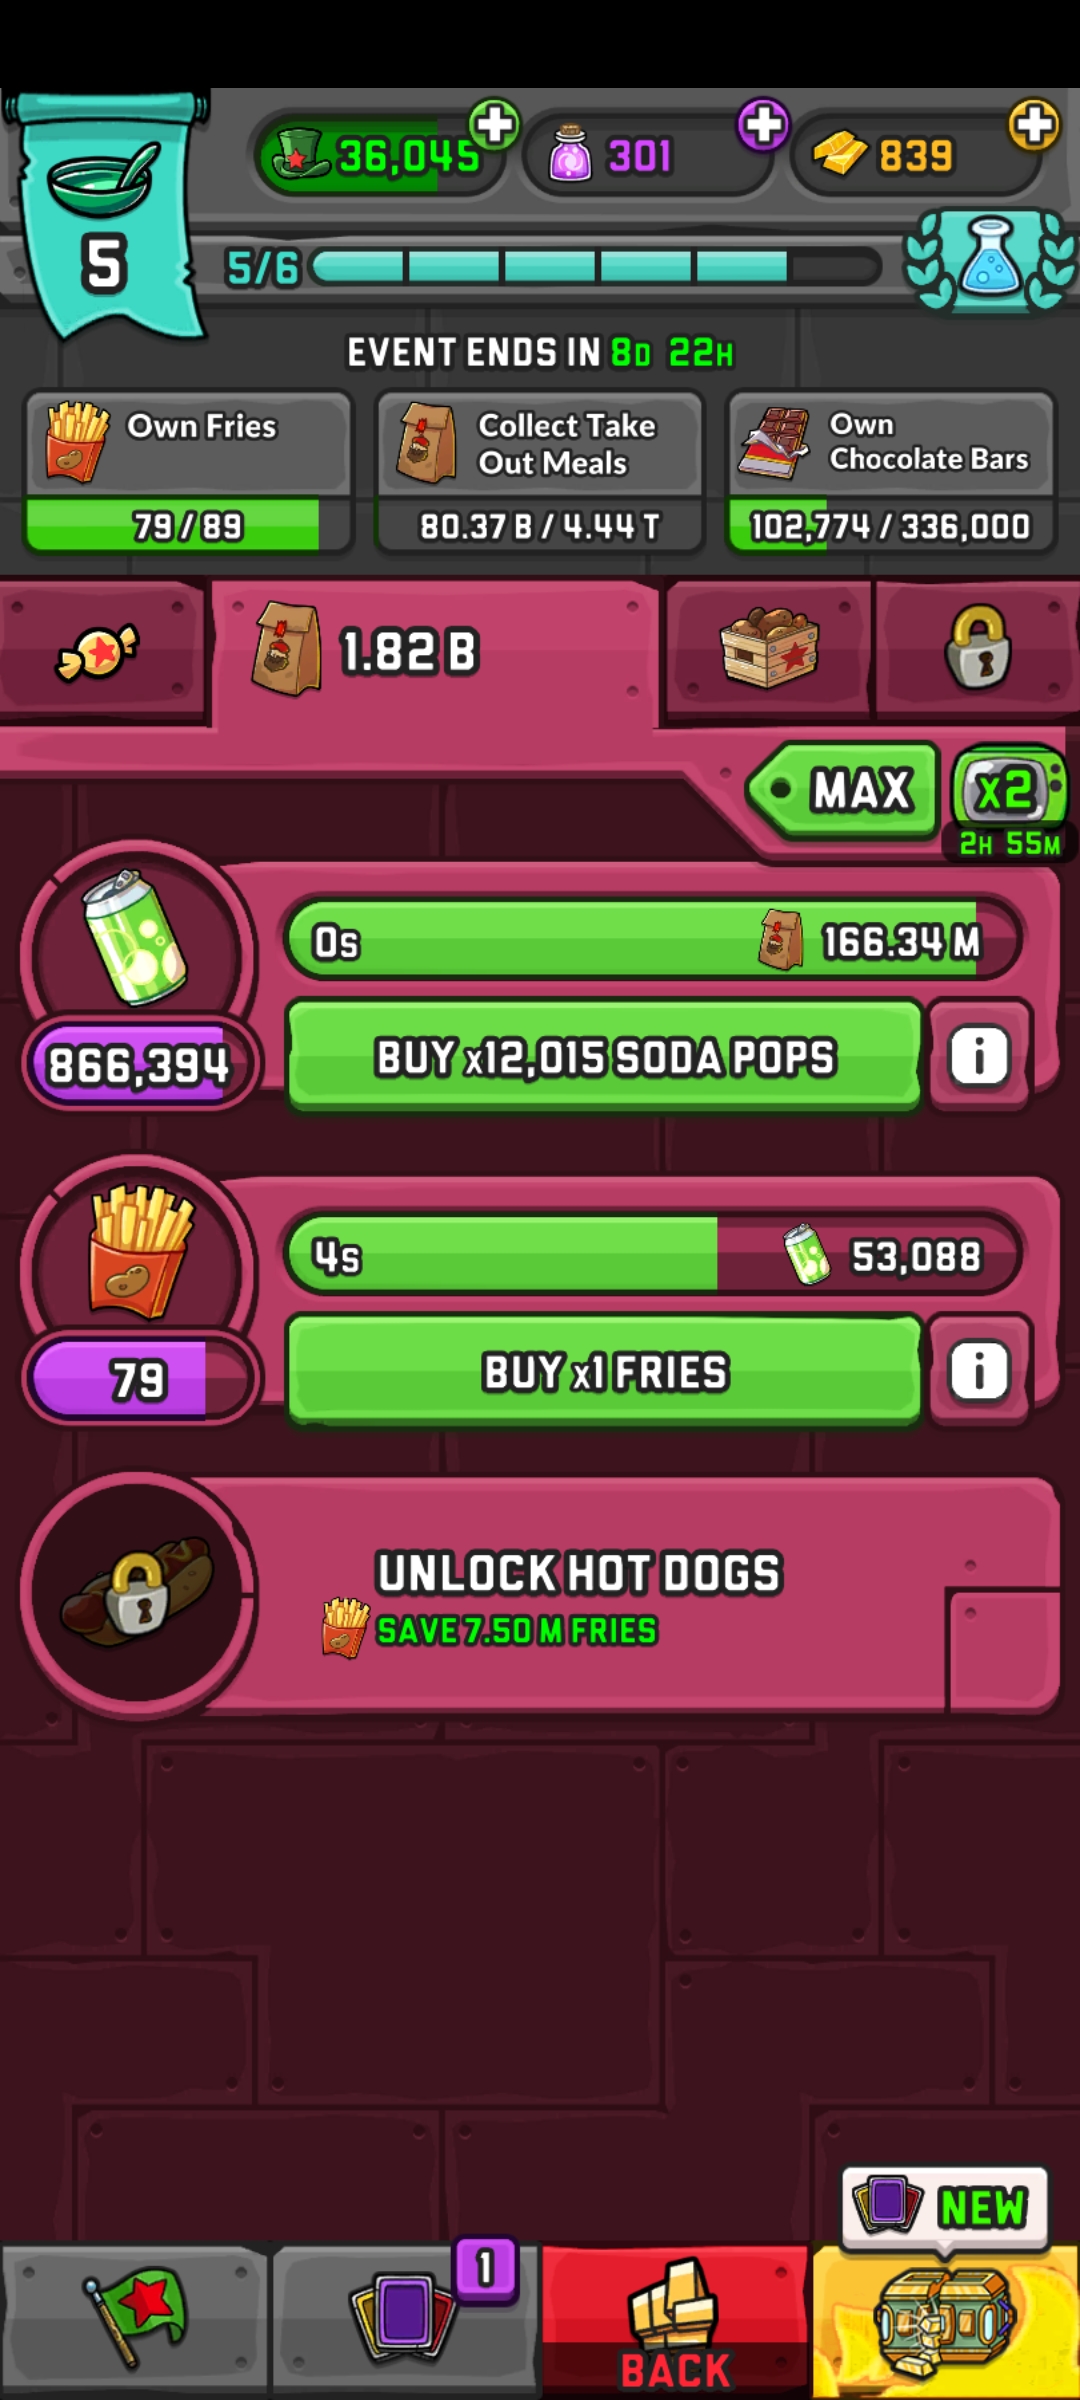 36,045
301
839
5
5/6
EVENT ENDS IN 8D 22H
Own Fries
79/89
Collect Take
Out Meals
80.37 B / 4.44 T
Own
Chocolate Bars
102,774 / 336,000
1.82 B
MAX
x2
2H 55M
0s
166.34 M
866,394
BUY x12,015 SODA POPS
i
4s
53,088
79
BUY x1 FRIES
i
UNLOCK HOT DOGS
SAVE 7.50 M FRIES
NEW
1
BACK